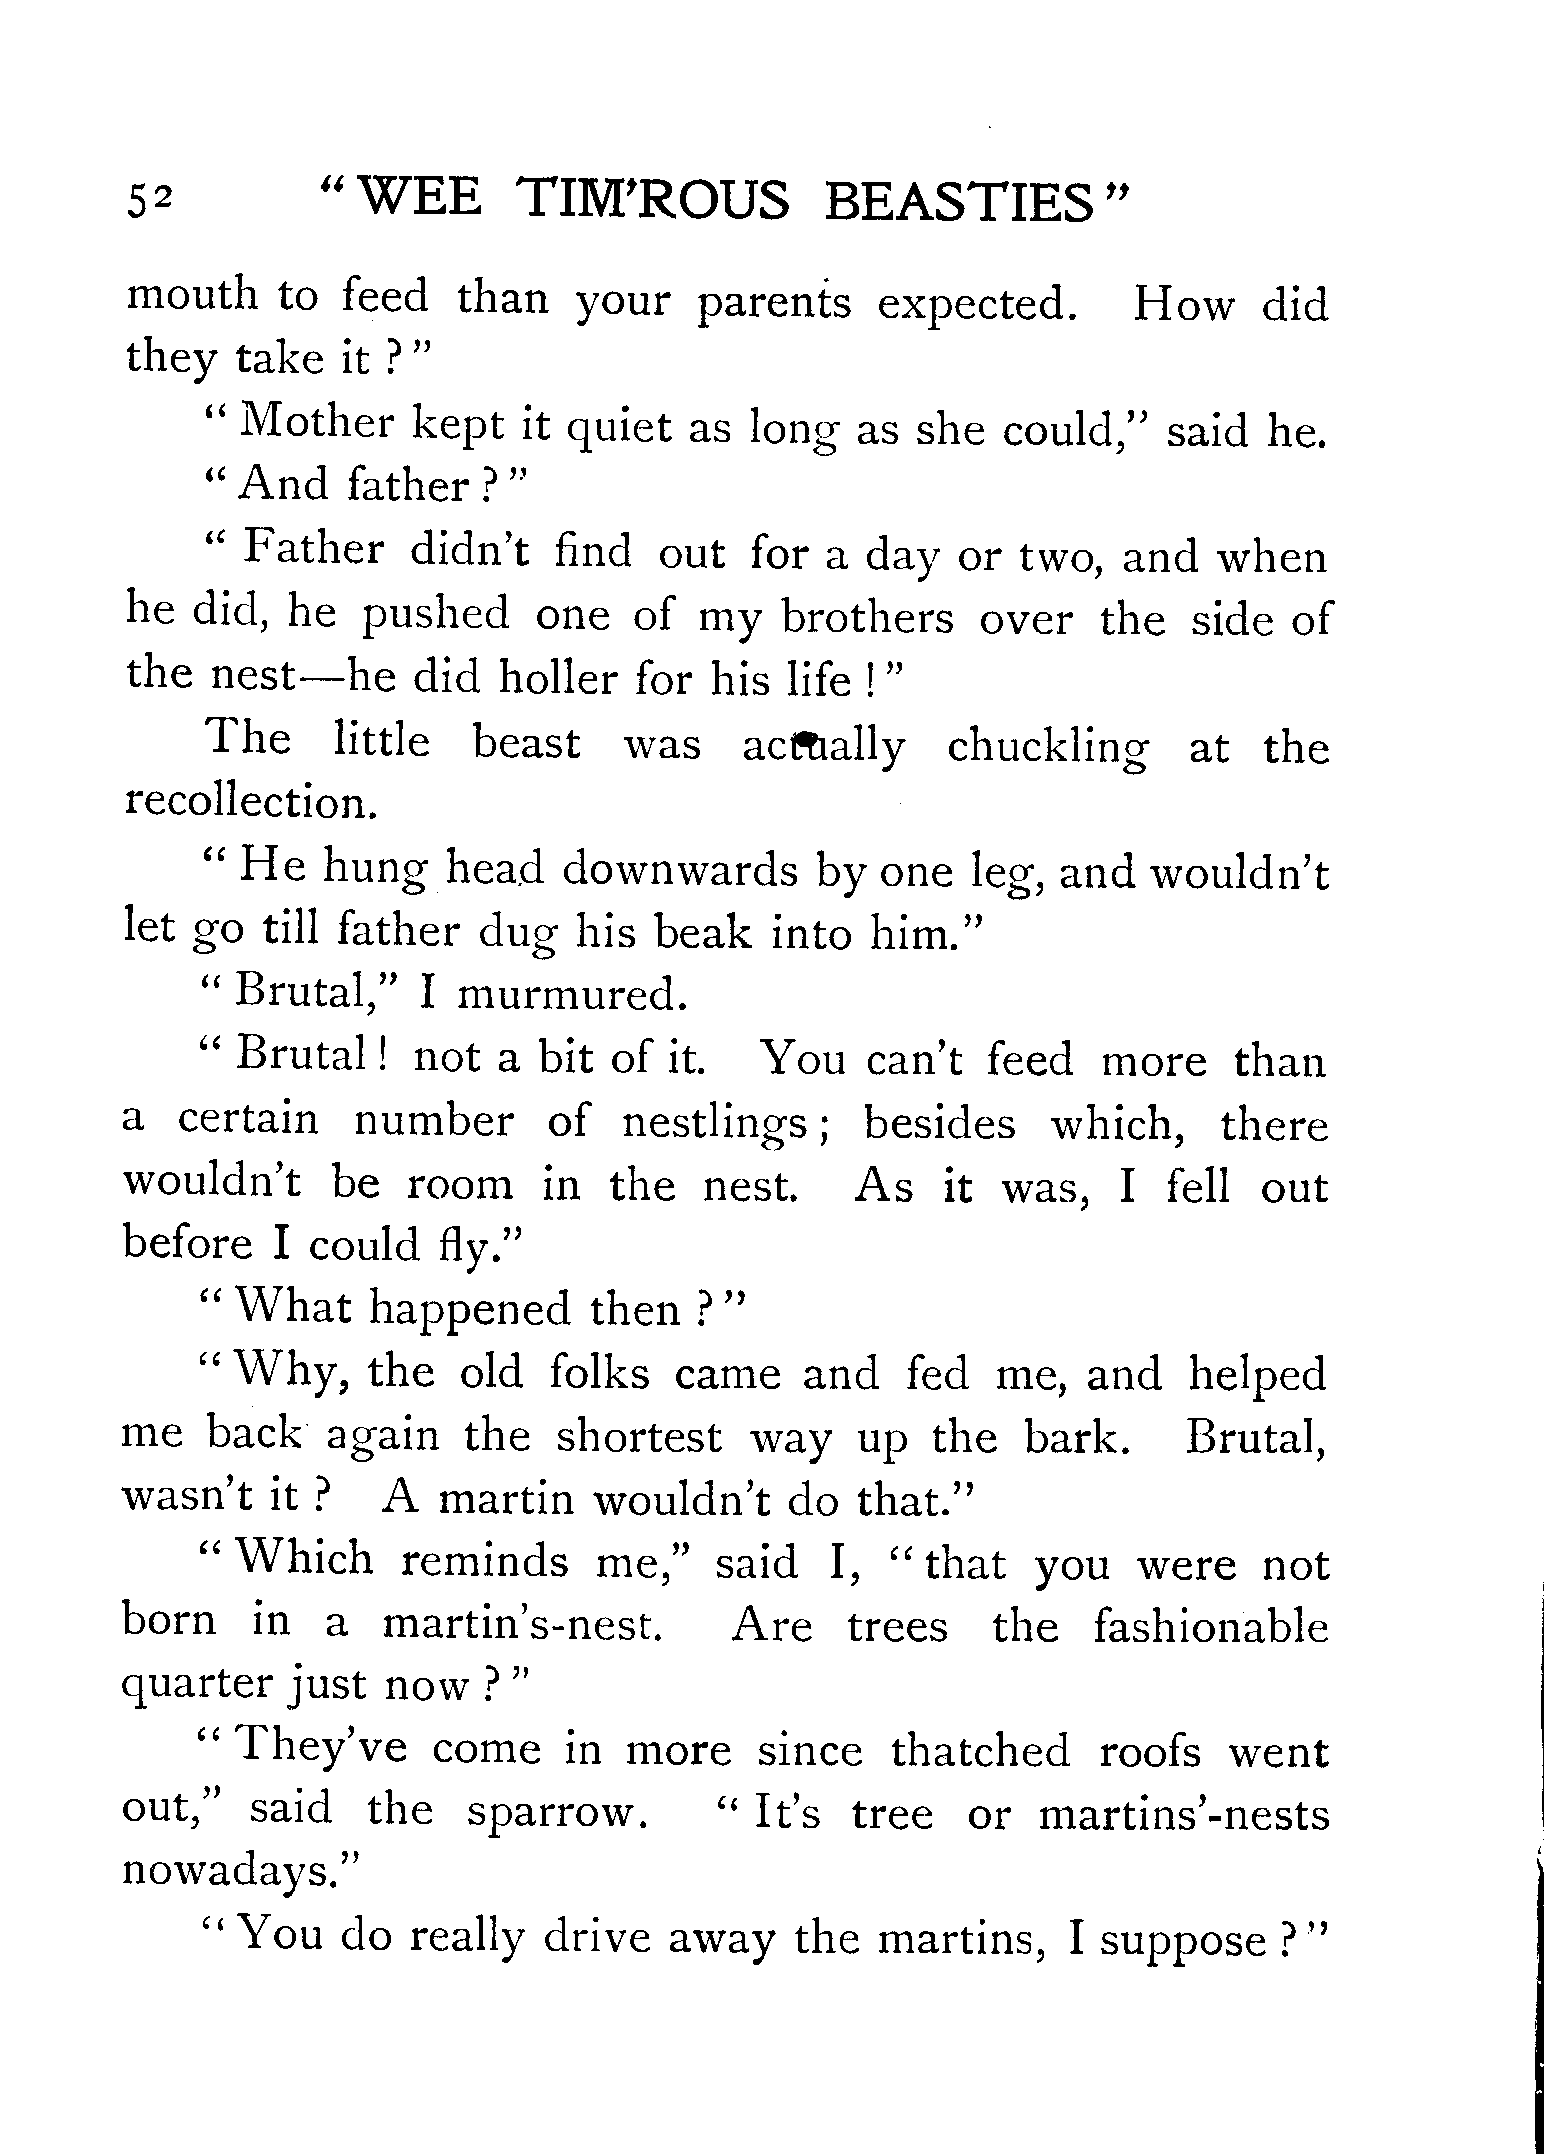 52 "WEE TIM'ROUS BEASTIES"
mouth to feed than your parents expected. How did
they take it?"
"Mother kept it quiet as long as she could," said he.
"And father?"
"Father didn't find out for a day or two, and when
he did, he pushed one of my brothers over the side of
the nest—he did holler for his life!"
The little beast was actually chuckling at the
recollection.
"He hung head downwards by one leg, and wouldn't
let go till father dug his beak into him."
"Brutal," I murmured.
"Brutal! not a bit of it. You can't feed more than
a certain number of nestlings; besides which, there
wouldn't be room in the nest. As it was, I fell out
before I could fly."
"What happened then?"
"Why, the old folks came and fed me, and helped
me back again the shortest way up the bark. Brutal,
wasn't it? A martin wouldn't do that."
"Which reminds me," said I, "that you were not
born in a martin's-nest. Are trees the fashionable
quarter just now?"
"They've come in more since thatched roofs went
out," said the sparrow. "It's tree or martins'-nests
nowadays."
"You do really drive away the martins, I suppose?"